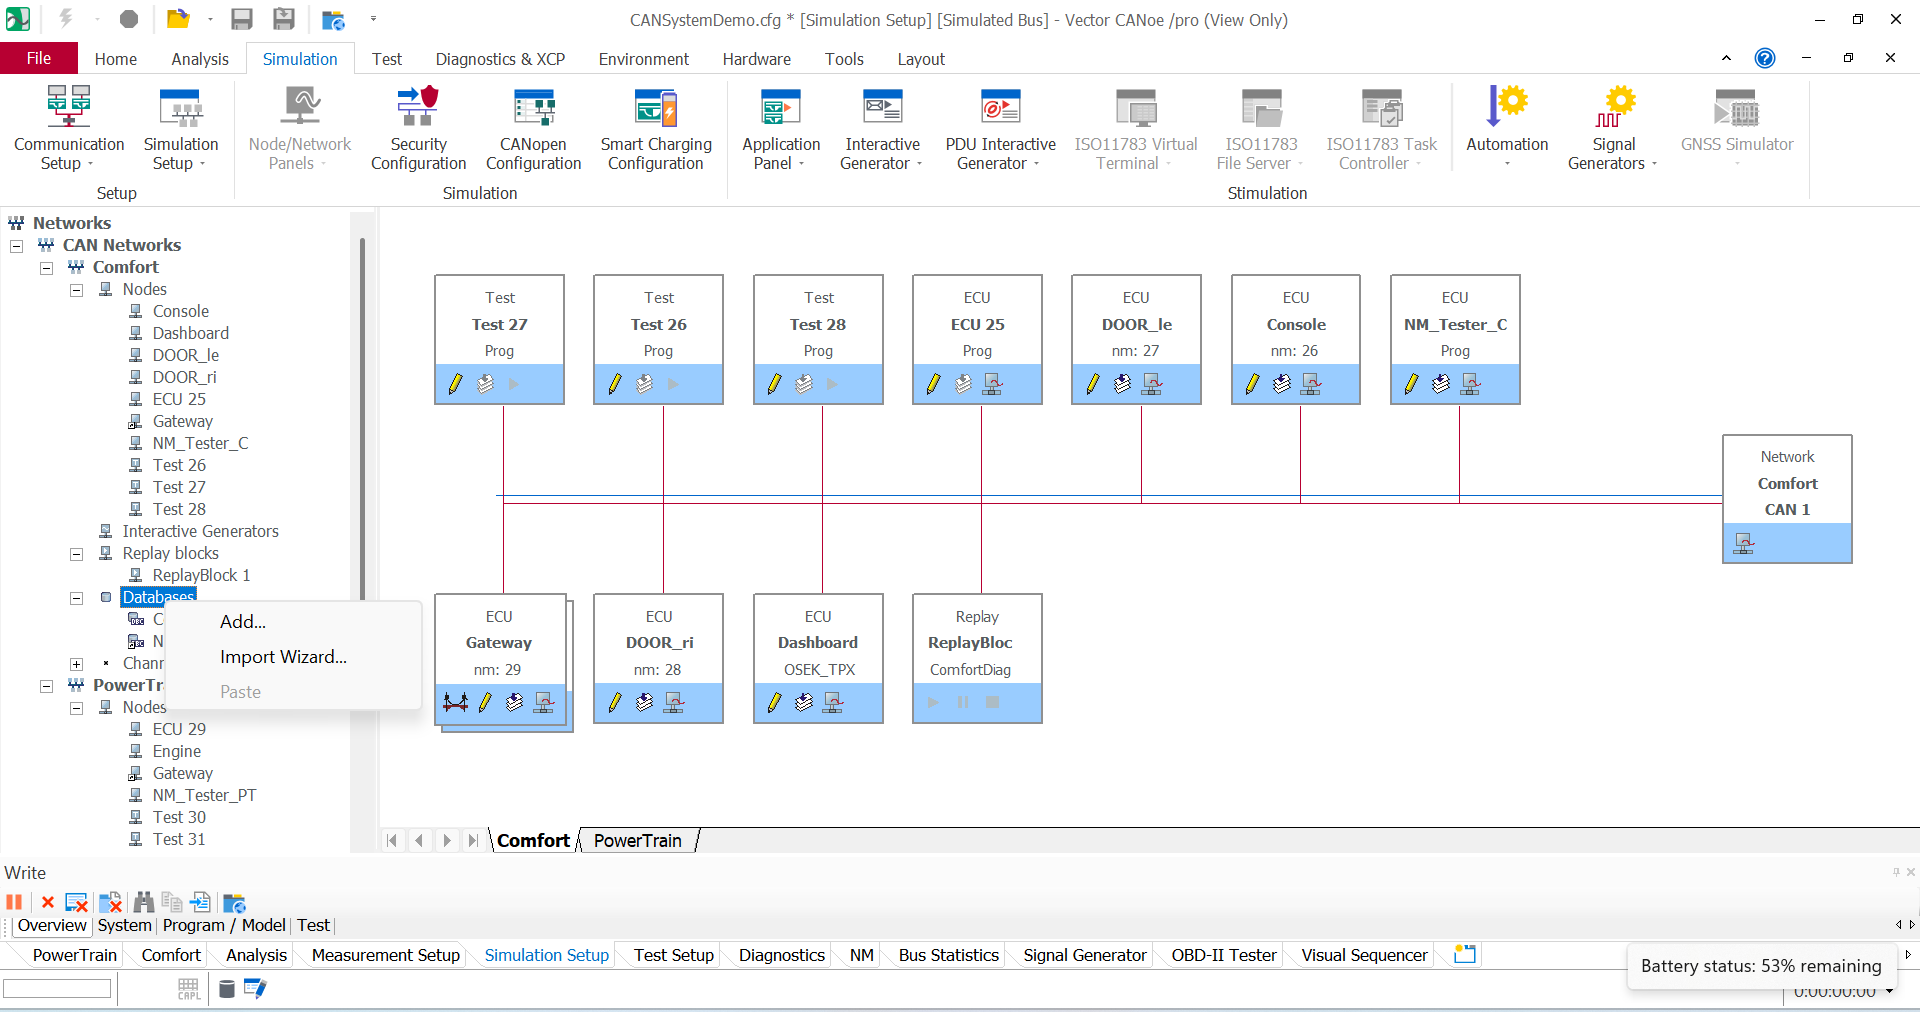 CANSystemDemo.cfg * [Simulation Setup] [Simulated Bus] - Vector CANoe /pro (View Only)
File Home Analysis Simulation Test Diagnostics & XCP Environment Hardware Tools Layout
Communication Setup
Simulation Setup
Node/Network Panels
Security Configuration
CANopen Configuration
Smart Charging Configuration
Application Panel
Interactive Generator
PDU Interactive Generator
ISO11783 Virtual Terminal
ISO11783 File Server
ISO11783 Task Controller
Automation
Signal Generators
GNSS Simulator
Setup Simulation Stimulation
Networks
CAN Networks
Comfort
Nodes
Console
Dashboard
DOOR_le
DOOR_ri
ECU 25
Gateway
NM_Tester_C
Test 26
Test 27
Test 28
Interactive Generators
Replay blocks
ReplayBlock 1
Databases
C
N
Chann
PowerTr
Nodes
ECU 29
Engine
Gateway
NM_Tester_PT
Test 30
Test 31
Add...
Import Wizard...
Paste
Test
Test 27
Prog
Test
Test 26
Prog
Test
Test 28
Prog
ECU
ECU 25
Prog
ECU
DOOR_le
nm: 27
ECU
Console
nm: 26
ECU
NM_Tester_C
Prog
Network
Comfort
CAN 1
ECU
Gateway
nm: 29
ECU
DOOR_ri
nm: 28
ECU
Dashboard
OSEK_TPX
Replay
ReplayBloc
ComfortDiag
Comfort PowerTrain
Write
Overview System Program / Model Test
PowerTrain Comfort Analysis Measurement Setup Simulation Setup Test Setup Diagnostics NM Bus Statistics Signal Generator OBD-II Tester Visual Sequencer
Battery status: 53% remaining
CAPL
0:00:00:00